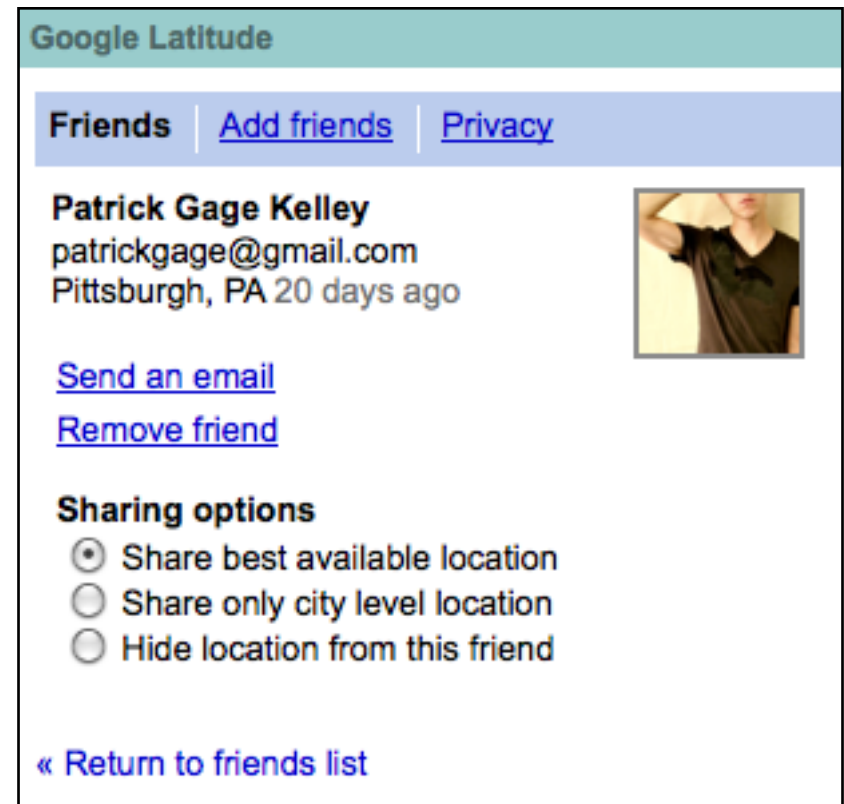 Google Latitude
Friends Add friends Privacy
Patrick Gage Kelley
patrickgage@gmail.com
Pittsburgh, PA 20 days ago
Send an email
Remove friend
Sharing options
Share best available location
Share only city level location
Hide location from this friend
« Return to friends list